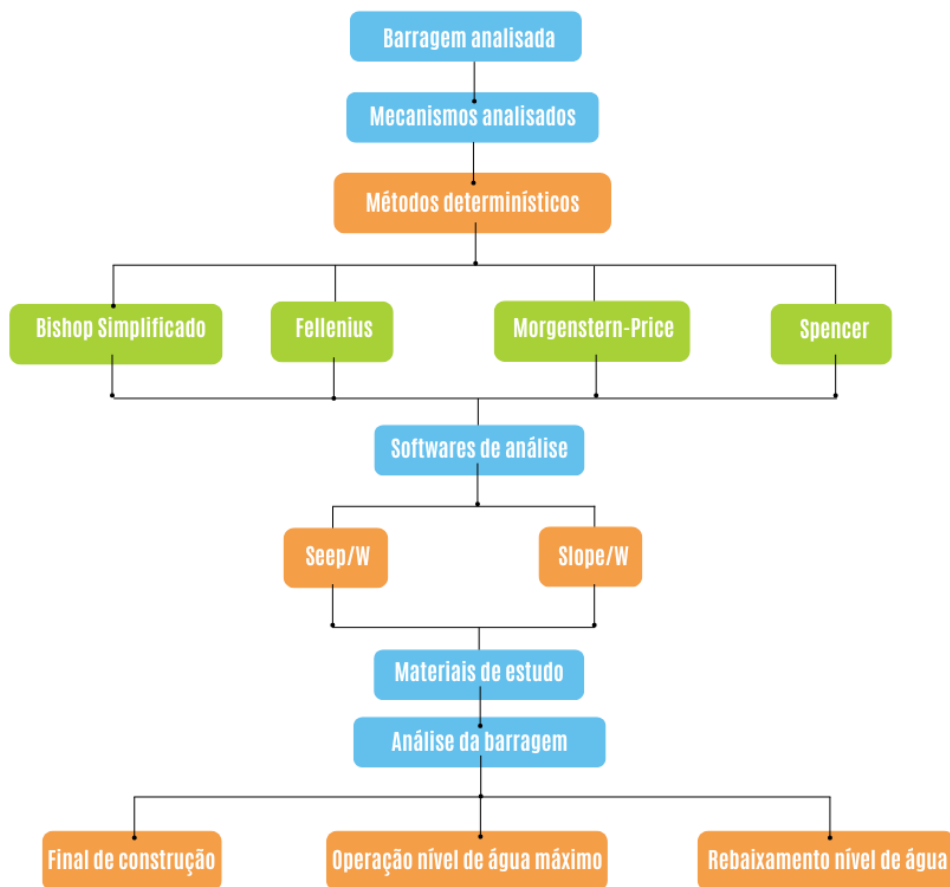 Barragem analisada
Mecanismos analisados
Métodos determinísticos
Bishop Simplificado
Fellenius
Morgenstern-Price
Spencer
Softwares de análise
Seep/W
Slope/W
Materiais de estudo
Análise da barragem
Final de construção
Operação nível de água máximo
Rebaixamento nível de água